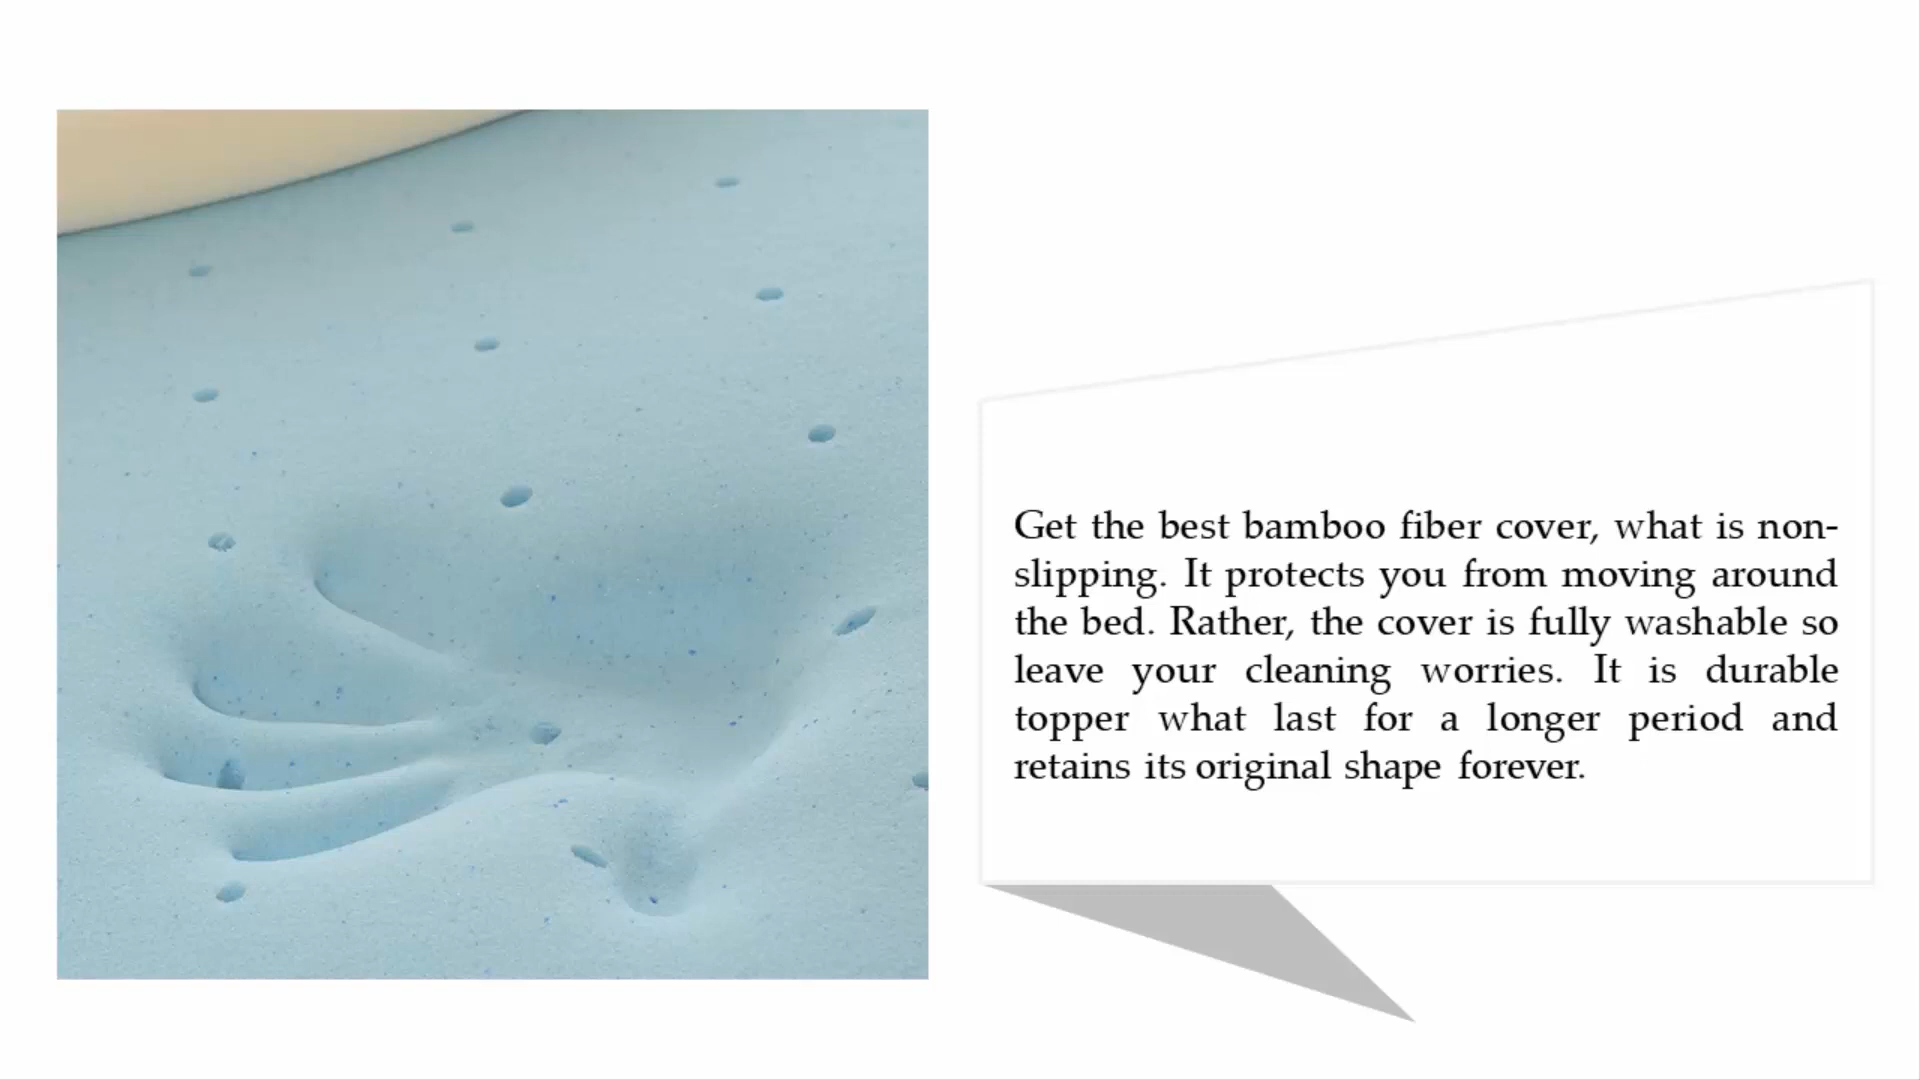 Get the best bamboo fiber cover, what is non-
slipping. It protects you from moving around
the bed. Rather, the cover is fully washable so
leave your cleaning worries. It is durable
topper what last for a longer period and
retains its original shape forever.